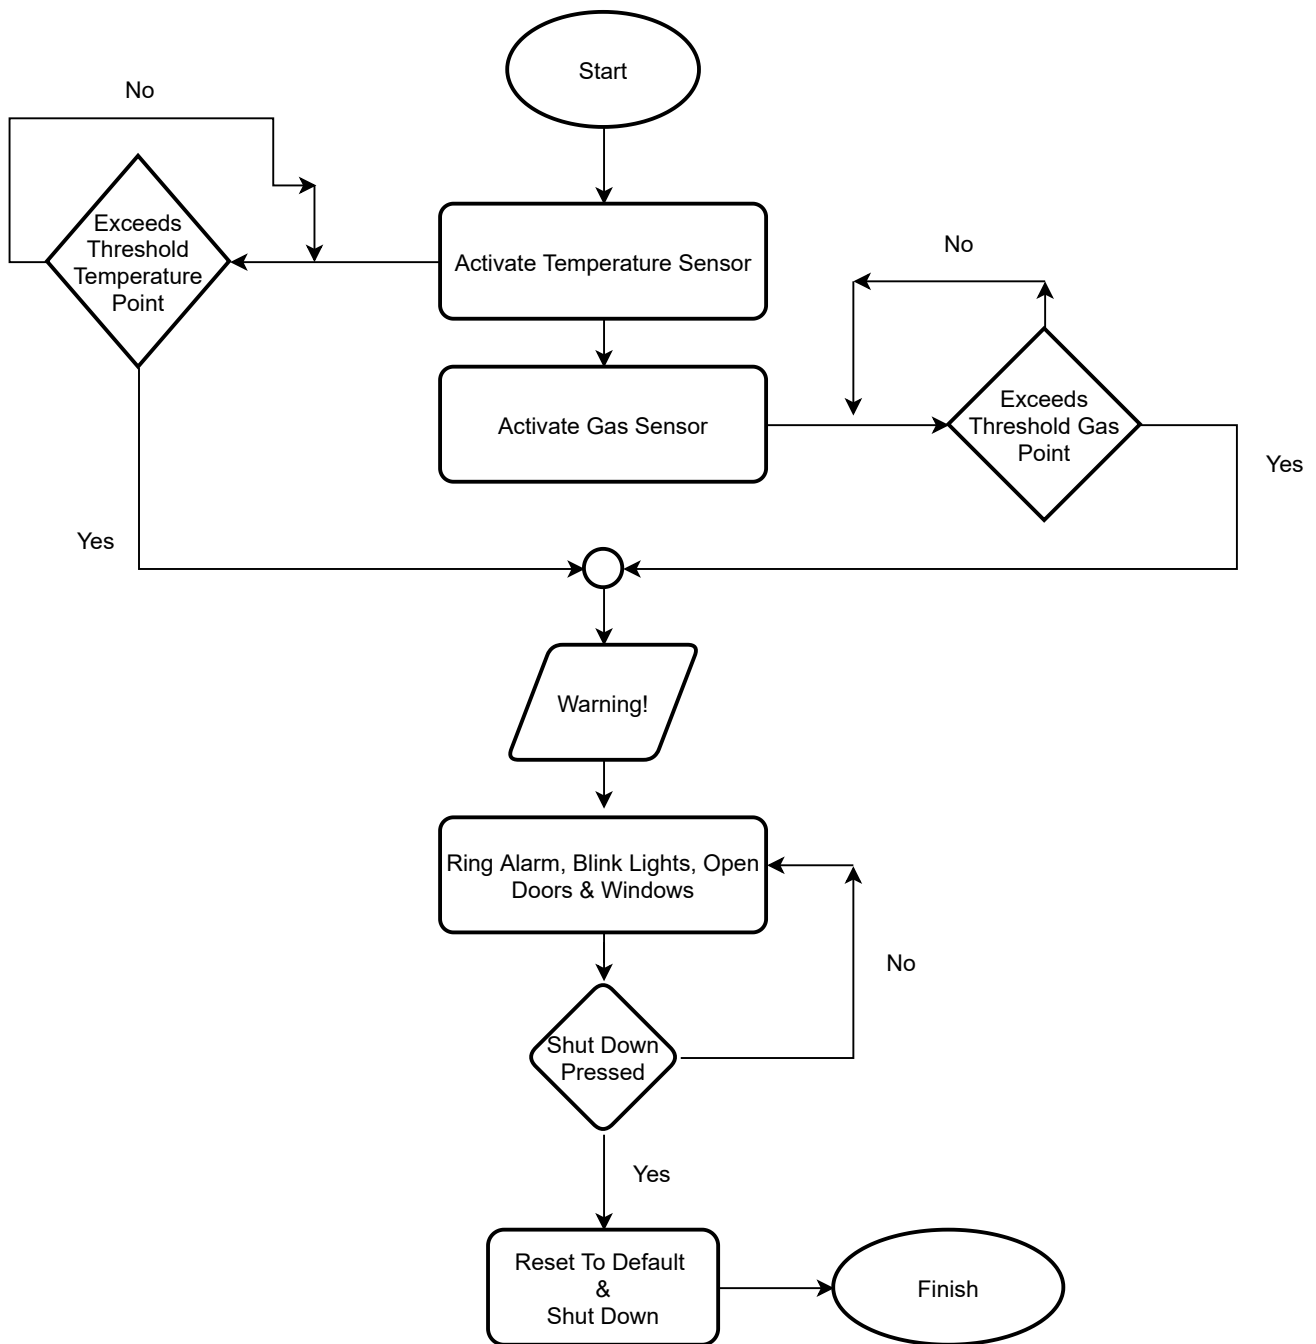 Start
No
Exceeds
Threshold
Temperature
Point
Activate Temperature Sensor
No
Activate Gas Sensor
Exceeds
Threshold Gas
Point
Yes
Yes
Warning!
Ring Alarm, Blink Lights, Open
Doors & Windows
No
Shut Down
Pressed
Yes
Reset To Default
&
Shut Down
Finish